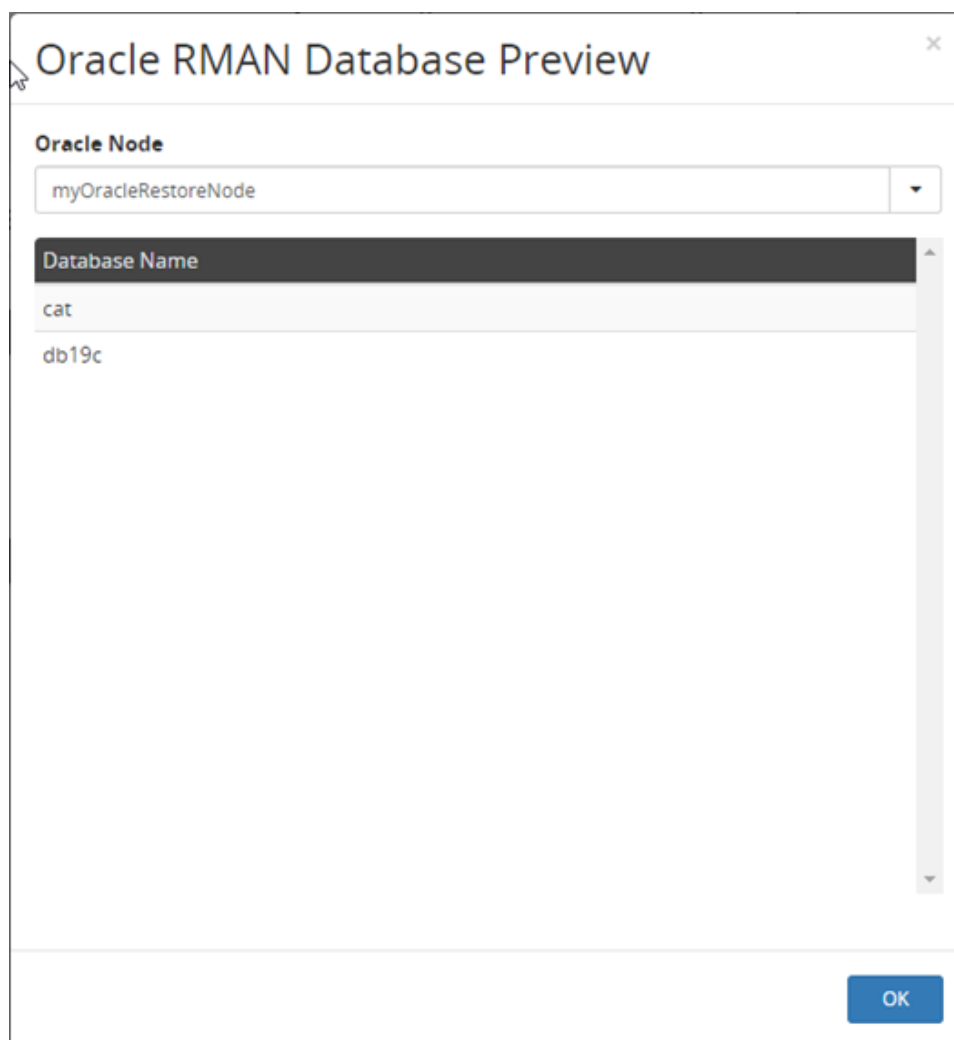 Oracle RMAN Database Preview
Oracle Node
myOracleRestoreNode
Database Name
cat
db19c
OK